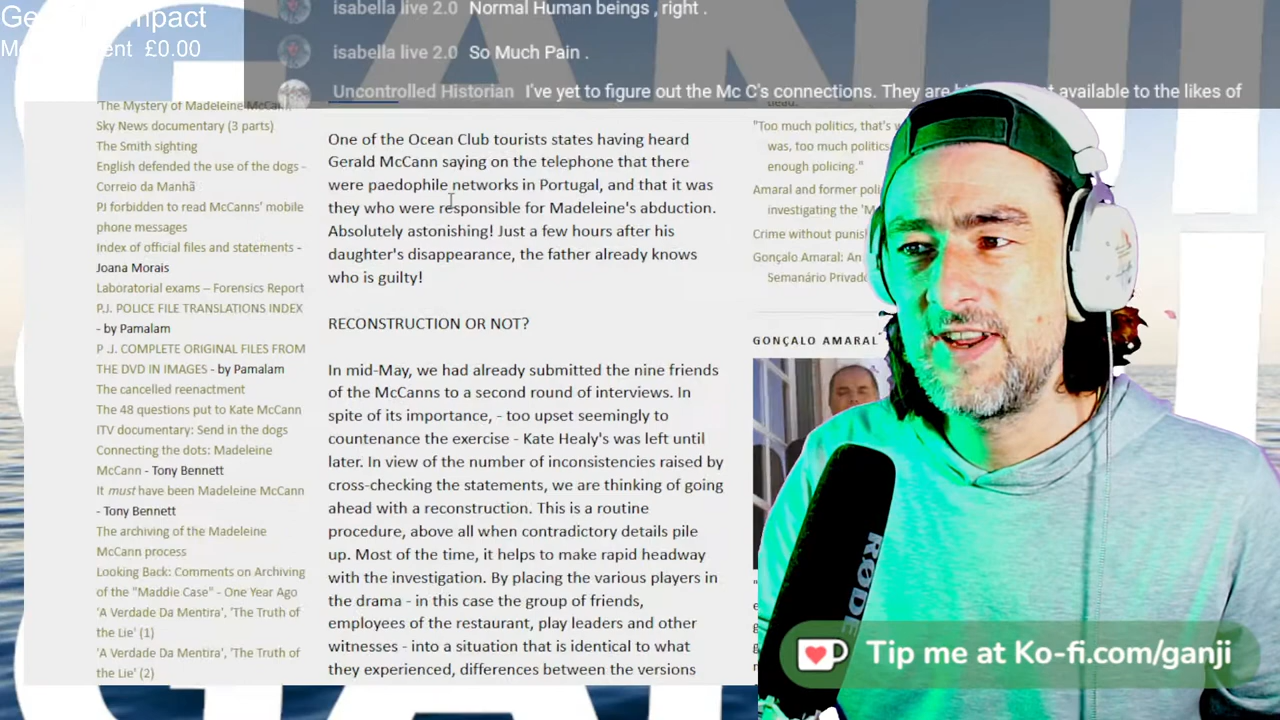 isabella live 2.0 Normal Human beings , right .
isabella live 2.0 So Much Pain .
Uncontrolled Historian I've yet to figure out the Mc C's connections. They are available to the likes of
Impact
£0.00
'The Mystery of Madeleine McCan...
Sky News documentary (3 parts)
The Smith sighting
English defended the use of the dogs -
Correio da Manhã
PJ forbidden to read McCanns' mobile
phone messages
Index of official files and statements -
Joana Morais
Laboratorial exams – Forensics Report
P.J. POLICE FILE TRANSLATIONS INDEX
- by Pamalam
P .J. COMPLETE ORIGINAL FILES FROM
THE DVD IN IMAGES - by Pamalam
The cancelled reenactment
The 48 questions put to Kate McCann
ITV documentary: Send in the dogs
Connecting the dots: Madeleine
McCann - Tony Bennett
It must have been Madeleine McCann
- Tony Bennett
The archiving of the Madeleine
McCann process
Looking Back: Comments on Archiving
of the "Maddie Case" - One Year Ago
'A Verdade Da Mentira', 'The Truth of
the Lie' (1)
'A Verdade Da Mentira', 'The Truth of
the Lie' (2)
One of the Ocean Club tourists states having heard
Gerald McCann saying on the telephone that there
were paedophile networks in Portugal, and that it was
they who were responsible for Madeleine's abduction.
Absolutely astonishing! Just a few hours after his
daughter's disappearance, the father already knows
who is guilty!
RECONSTRUCTION OR NOT?
In mid-May, we had already submitted the nine friends
of the McCanns to a second round of interviews. In
spite of its importance, - too upset seemingly to
countenance the exercise - Kate Healy's was left until
later. In view of the number of inconsistencies raised by
cross-checking the statements, we are thinking of going
ahead with a reconstruction. This is a routine
procedure, above all when contradictory details pile
up. Most of the time, it helps to make rapid headway
with the investigation. By placing the various players in
the drama - in this case the group of friends,
employees of the restaurant, play leaders and other
witnesses - into a situation that is identical to what
they experienced, differences between the versions
"Too much politics, that's
was, too much politics
enough policing."
Amaral and former
investigating the
Crime without
Gonçalo Amaral: An
Semanário Privado
GONÇALO AMARAL
RØDE
Tip me at Ko-fi.com/ganji